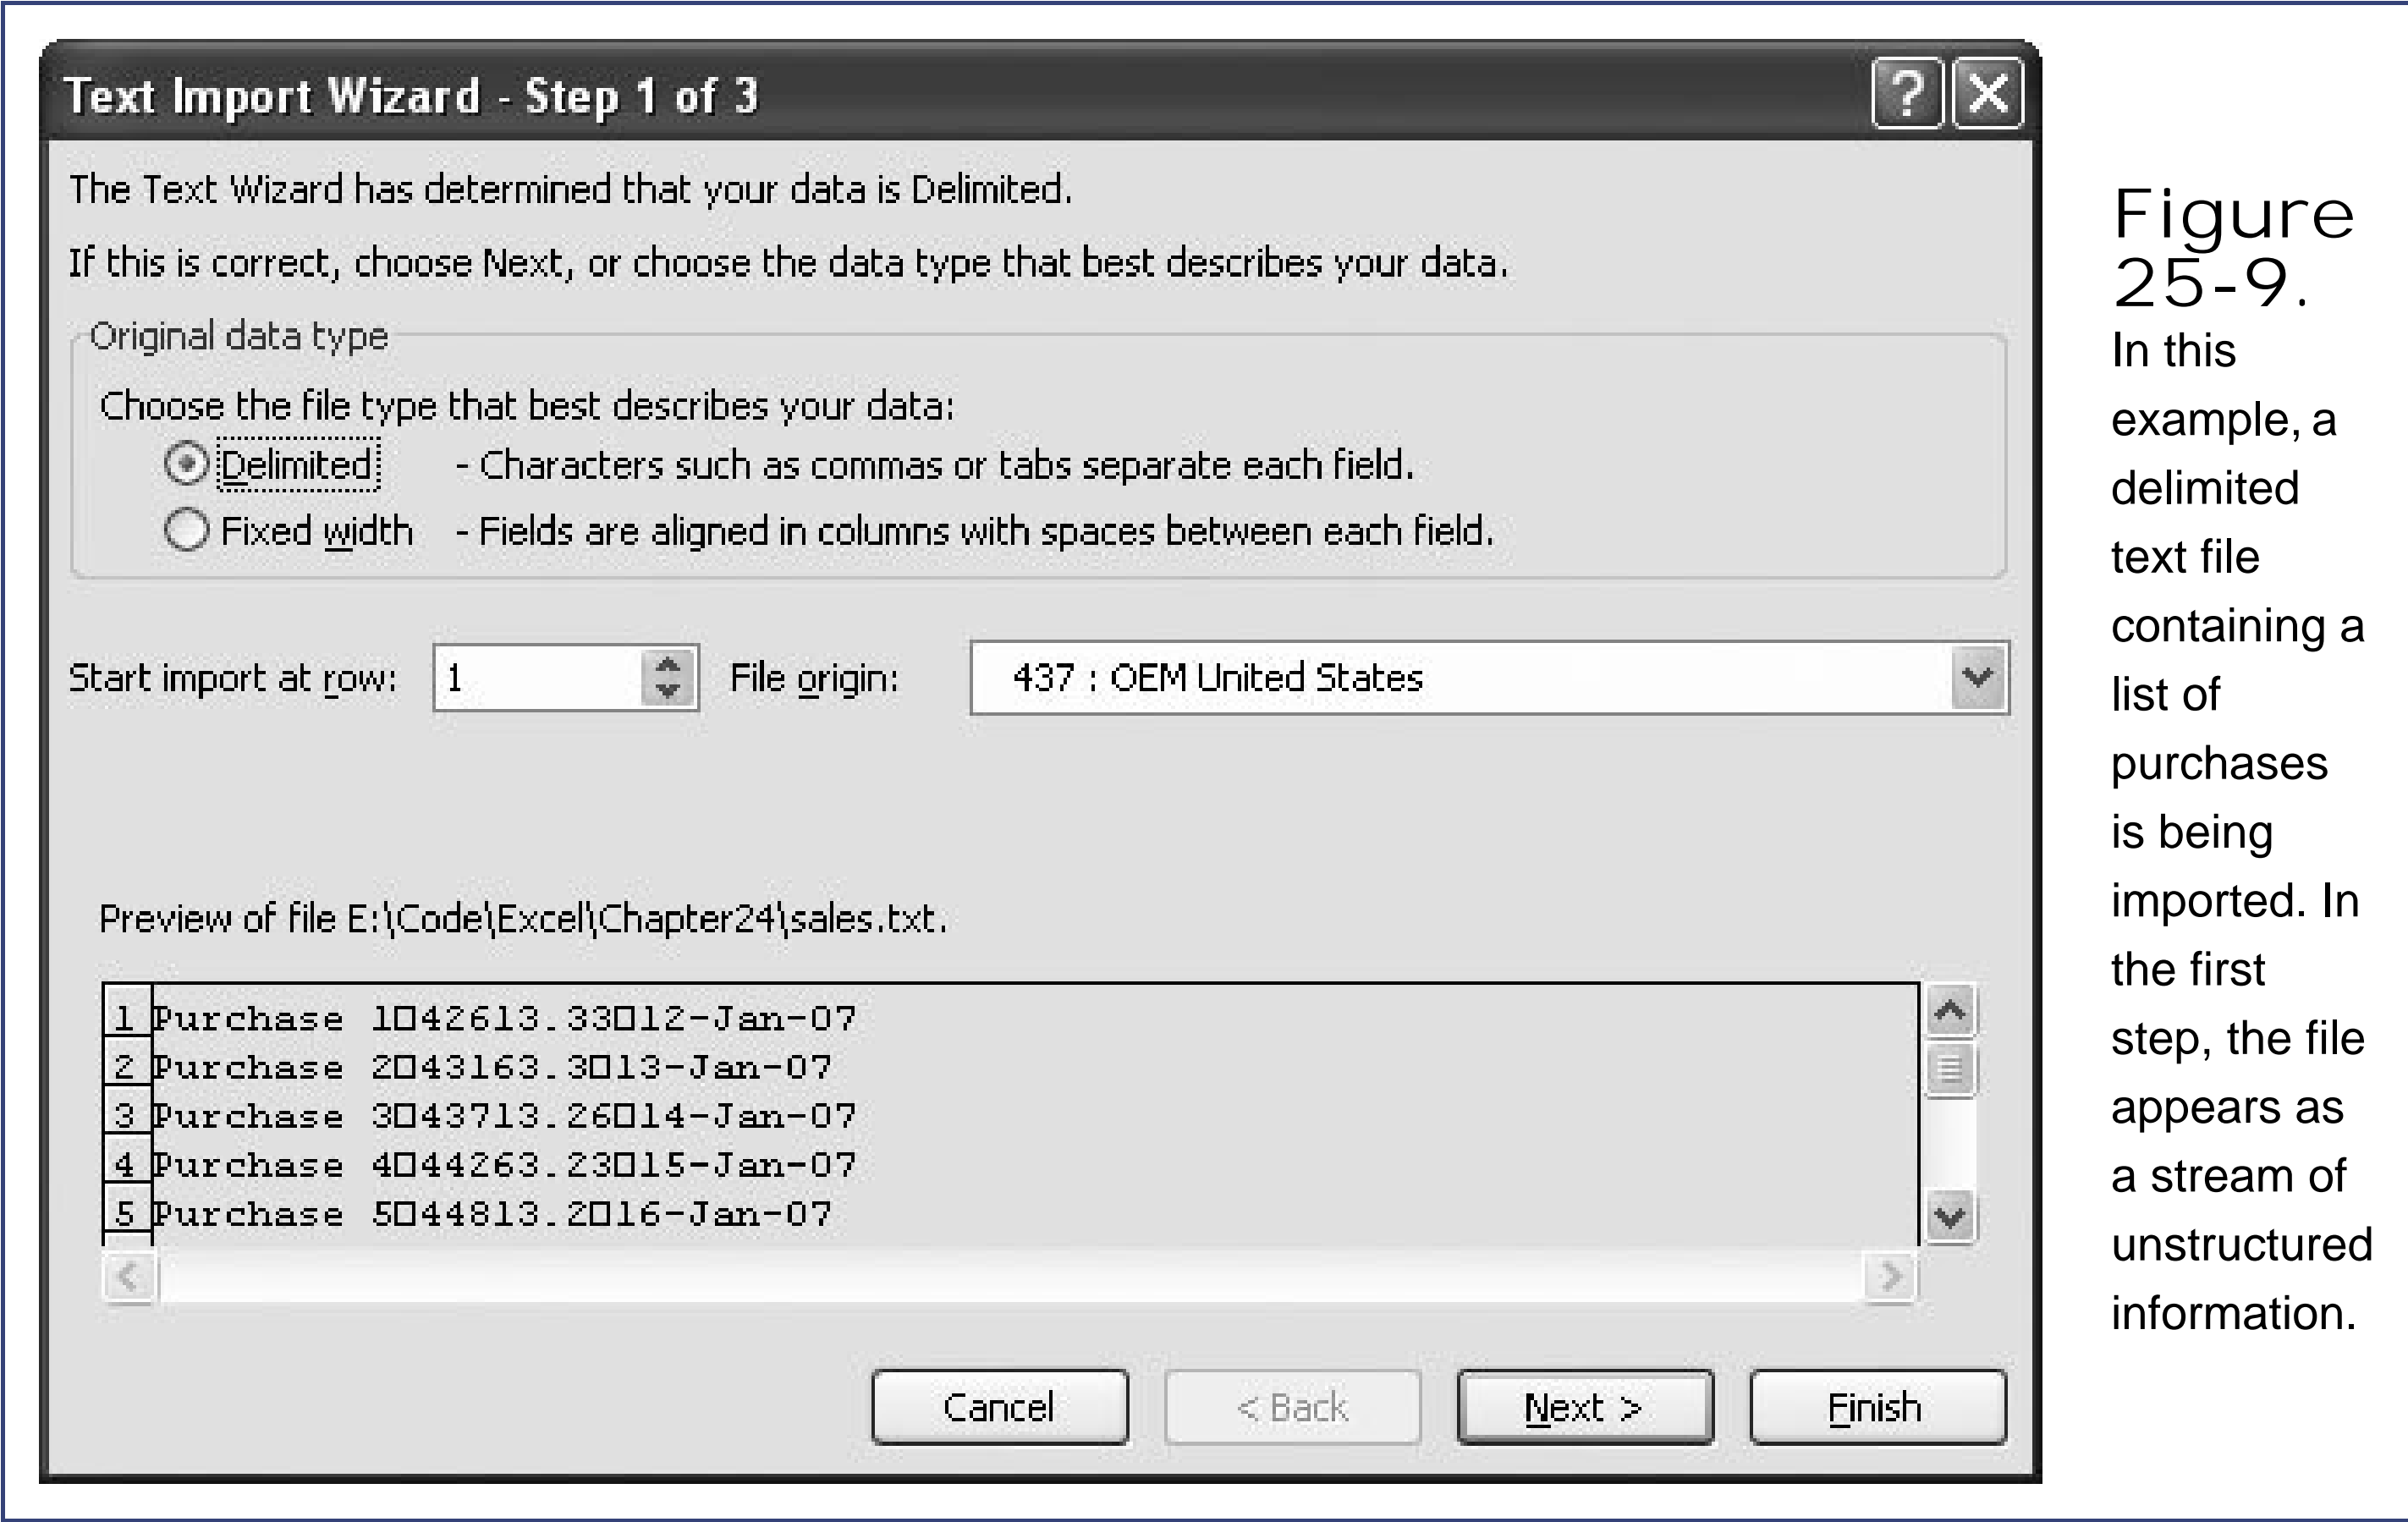 Text Import Wizard - Step 1 of 3
The Text Wizard has determined that your data is Delimited.
If this is correct, choose Next, or choose the data type that best describes your data.
Original data type
Choose the file type that best describes your data:
Delimited - Characters such as commas or tabs separate each field.
Fixed width - Fields are aligned in columns with spaces between each field.
Start import at row: 1 File origin: 437 : OEM United States
Preview of file E:\Code\Excel\Chapter24\sales.txt.
1 Purchase 1□42613.33□12-Jan-07
2 Purchase 2□43163.3□13-Jan-07
3 Purchase 3□43713.26□14-Jan-07
4 Purchase 4□44263.23□15-Jan-07
5 Purchase 5□44813.2□16-Jan-07
Cancel < Back Next > Finish
Figure
25-9.
In this
example, a
delimited
text file
containing a
list of
purchases
is being
imported. In
the first
step, the file
appears as
a stream of
unstructured
information.